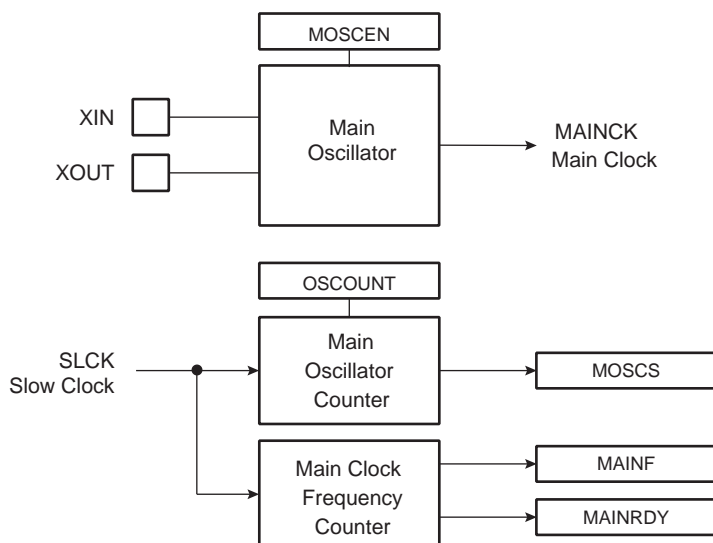 MOSCEN
XIN
XOUT
Main
Oscillator
MAINCK
Main Clock
OSCOUNT
SLCK
Slow Clock
Main
Oscillator
Counter
MOSCS
Main Clock
Frequency
Counter
MAINF
MAINRDY